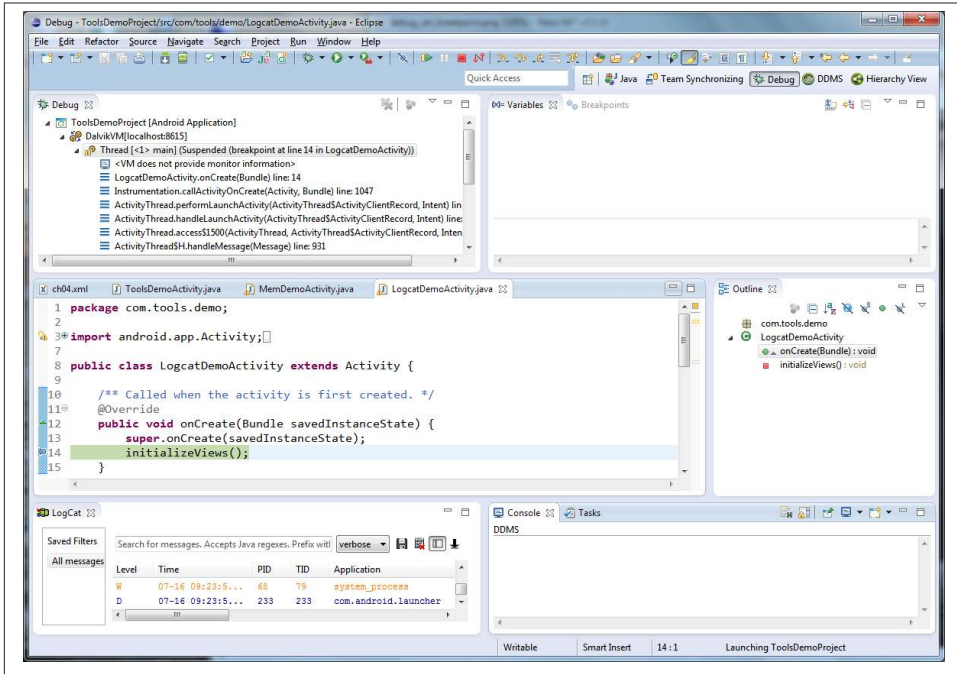 Debug - ToolsDemoProject/src/com/tools/demo/LogcatDemoActivity.java - Eclipse
File Edit Refactor Source Navigate Search Project Run Window Help
Quick Access Java Team Synchronizing Debug DDMS Hierarchy View
Debug
ToolsDemoProject [Android Application]
DalvikVM[localhost:8615]
Thread [<1> main] (Suspended (breakpoint at line 14 in LogcatDemoActivity))
<VM does not provide monitor information>
LogcatDemoActivity.onCreate(Bundle) line: 14
Instrumentation.callActivityOnCreate(Activity, Bundle) line: 1047
ActivityThread.performLaunchActivity(ActivityThread$ActivityClientRecord, Intent) lin
ActivityThread.handleLaunchActivity(ActivityThread$ActivityClientRecord, Intent) line:
ActivityThread.access$1500(ActivityThread, ActivityThread$ActivityClientRecord, Inten
ActivityThread$H.handleMessage(Message) line: 931
(x)= Variables Breakpoints
ch04.xml ToolsDemoActivity.java MemDemoActivity.java LogcatDemoActivity.java
1 package com.tools.demo;
2
3 import android.app.Activity;
7
8 public class LogcatDemoActivity extends Activity {
9
10 /** Called when the activity is first created. */
11 @Override
12 public void onCreate(Bundle savedInstanceState) {
13 super.onCreate(savedInstanceState);
14 initializeViews();
15 }
Outline
com.tools.demo
LogcatDemoActivity
onCreate(Bundle) : void
initializeViews() : void
LogCat
Saved Filters
All messages
Search for messages. Accepts Java regexes. Prefix witl verbose
Level Time PID TID Application
W 07-16 09:23:5... 68 79 system_process
D 07-16 09:23:5... 233 233 com.android.launcher
Console Tasks
DDMS
Writable Smart Insert 14 : 1 Launching ToolsDemoProject